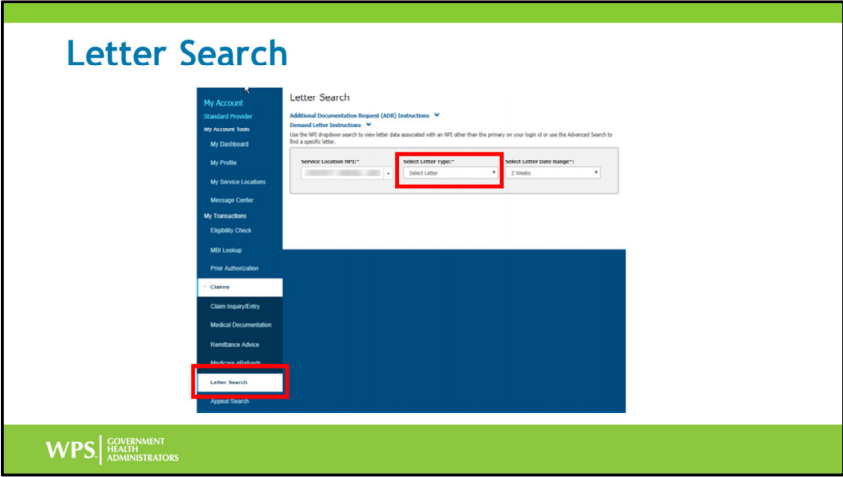 Letter Search
My Account
Standard Provider
My Account Tools
My Dashboard
My Profile
My Service Locations
Message Center
My Transactions
Eligibility Check
MBI Lookup
Prior Authorization
Claims
Claim Inquiry/Entry
Medical Documentation
Remittance Advice
Medicare eRefunds
Letter Search
Appeal Search
Letter Search
Additional Documentation Request (ADR) Instructions
Demand Letter Instructions
Use the NPI dropdown search to view letter data associated with an NPI other than the primary on your login id or use the Advanced Search to
find a specific letter.
Service Location NPI:* Select Letter Type:* Select Letter Date Range*:
Select Letter 2 Weeks
WPS. GOVERNMENT
HEALTH
ADMINISTRATORS